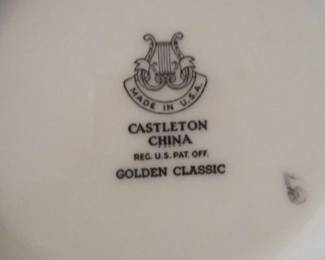 MADE IN U.S.A.
CASTLETON
CHINA
REG. U.S. PAT. OFF.
GOLDEN CLASSIC